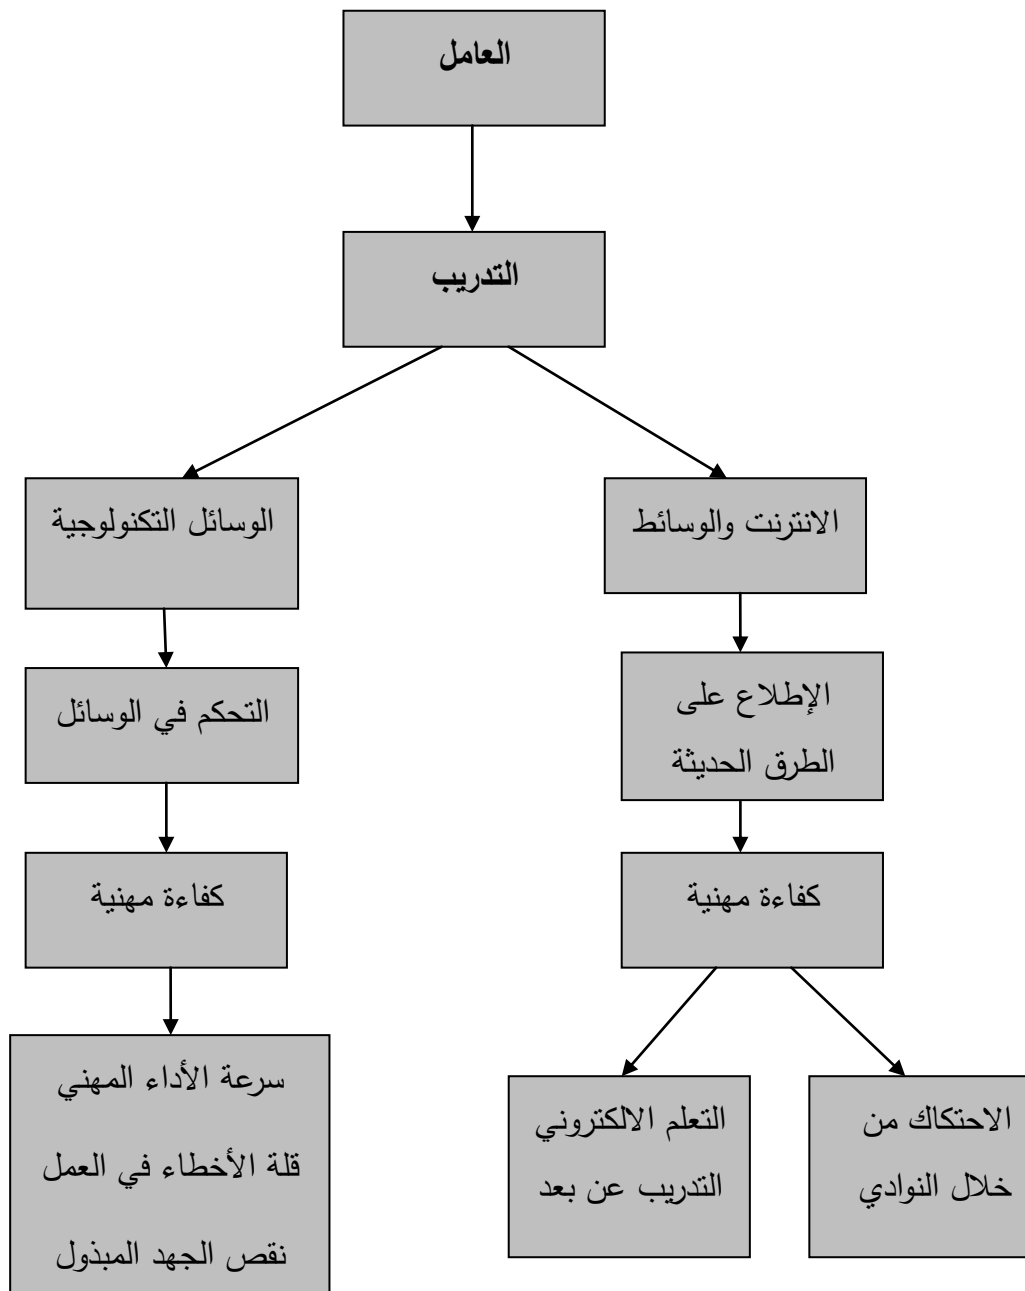 العامل
التدريب
الانترنت والوسائط
الوسائل التكنولوجية
الإطلاع على
الطرق الحديثة
التحكم في الوسائل
كفاءة مهنية
كفاءة مهنية
الاحتكاك من
خلال النوادي
التعلم الالكتروني
التدريب عن بعد
سرعة الأداء المهني
قلة الأخطاء في العمل
نقص الجهد المبذول